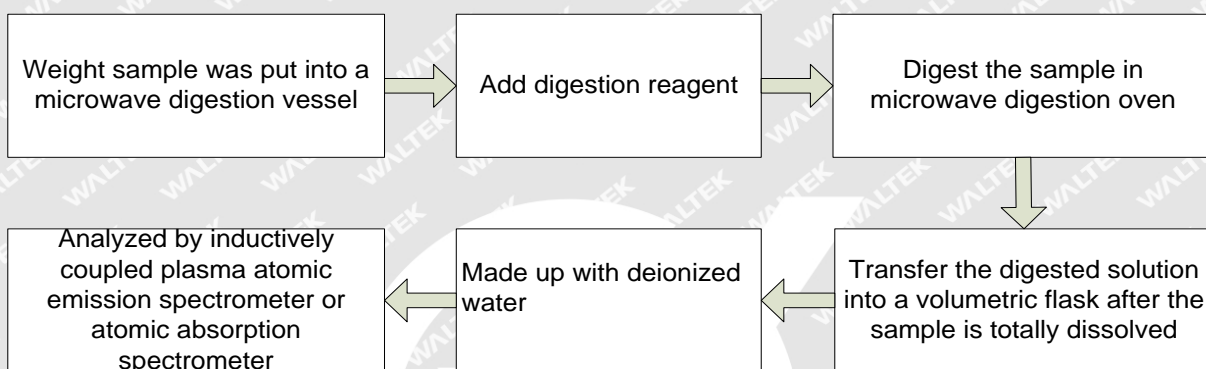 Weight sample was put into a
microwave digestion vessel
Add digestion reagent
Digest the sample in
microwave digestion oven
Transfer the digested solution
into a volumetric flask after the
sample is totally dissolved
Made up with deionized
water
Analyzed by inductively
coupled plasma atomic
emission spectrometer or
atomic absorption
spectrometer
WALTEK